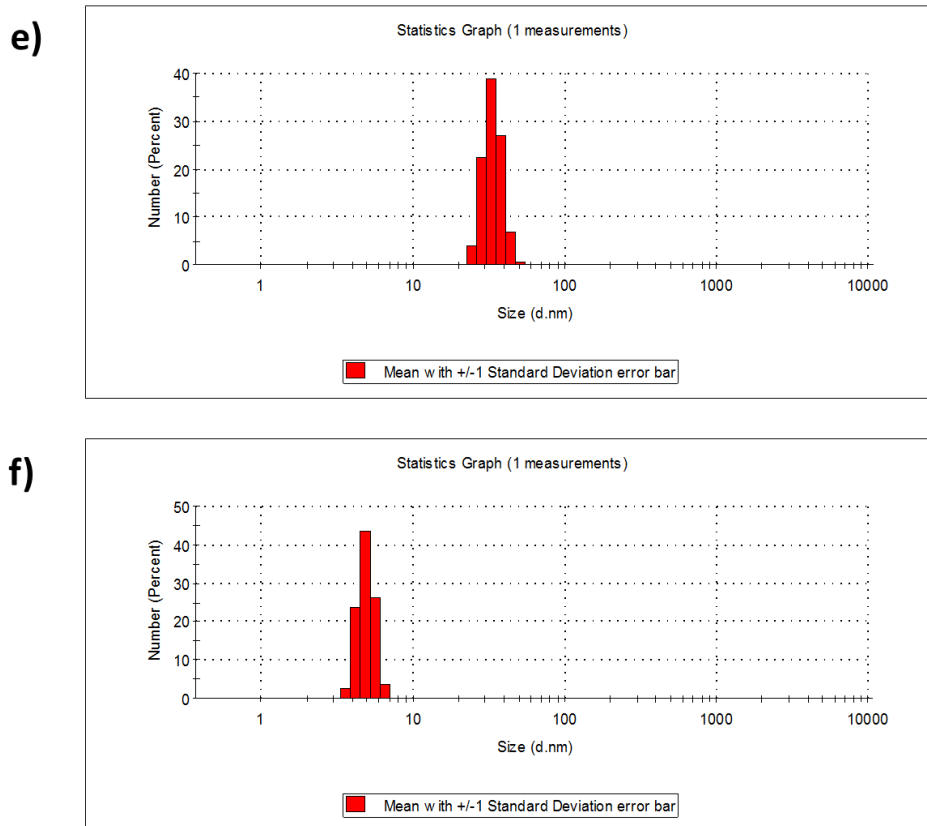 e)
Statistics Graph (1 measurements)
40
30
20
10
0
Number (Percent)
1 10 100 1000 10000
Size (d.nm)
Mean with +/-1 Standard Deviation error bar
f)
Statistics Graph (1 measurements)
50
40
30
20
10
0
Number (Percent)
1 10 100 1000 10000
Size (d.nm)
Mean with +/-1 Standard Deviation error bar